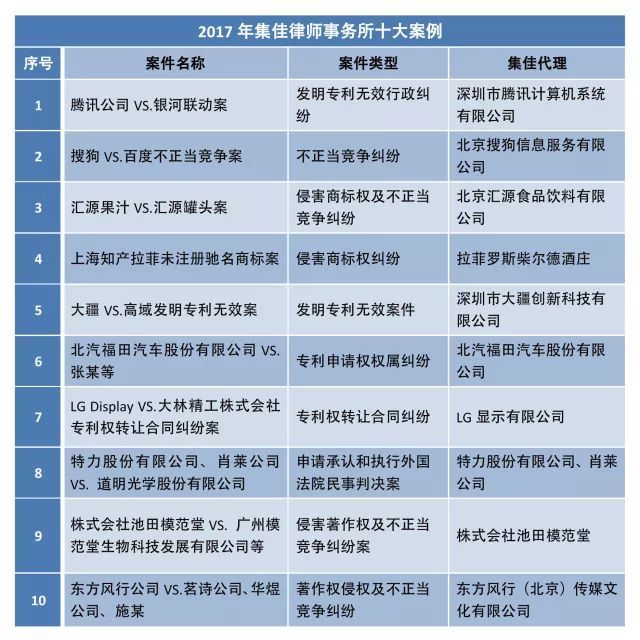 2017 年集佳律师事务所十大案例
序号 案件名称 案件类型 集佳代理
1 腾讯公司 VS.银河联动案 发明专利无效行政纠 深圳市腾讯计算机系统
纷 有限公司
2 搜狗 VS.百度不正当竞争案 不正当竞争纠纷 北京搜狗信息服务有限
公司
3 汇源果汁 VS.汇源罐头案 侵害商标权及不正当 北京汇源食品饮料有限
竞争纠纷 公司
4 上海知产拉菲未注册驰名商标案 侵害商标权纠纷 拉菲罗斯柴尔德酒庄
5 大疆 VS.高域发明专利无效案 发明专利无效案件 深圳市大疆创新科技有
限公司
6 北汽福田汽车股份有限公司 VS. 专利申请权权属纠纷 北汽福田汽车股份有限
张某等 公司
7 LG Display VS.大林精工株式会社 专利权转让合同纠纷 LG 显示有限公司
专利权转让合同纠纷案
8 特力股份有限公司、肖莱公司 申请承认和执行外国 特力股份有限公司、肖莱
VS. 道明光学股份有限公司 法院民事判决案 公司
9 株式会社池田模范堂 VS. 广州模 侵害著作权及不正当 株式会社池田模范堂
范堂生物科技发展有限公司等 竞争纠纷案
10 东方风行公司 VS.茗诗公司、华煜 著作权侵权及不正当 东方风行（北京）传媒文
公司、施某 竞争纠纷 化有限公司